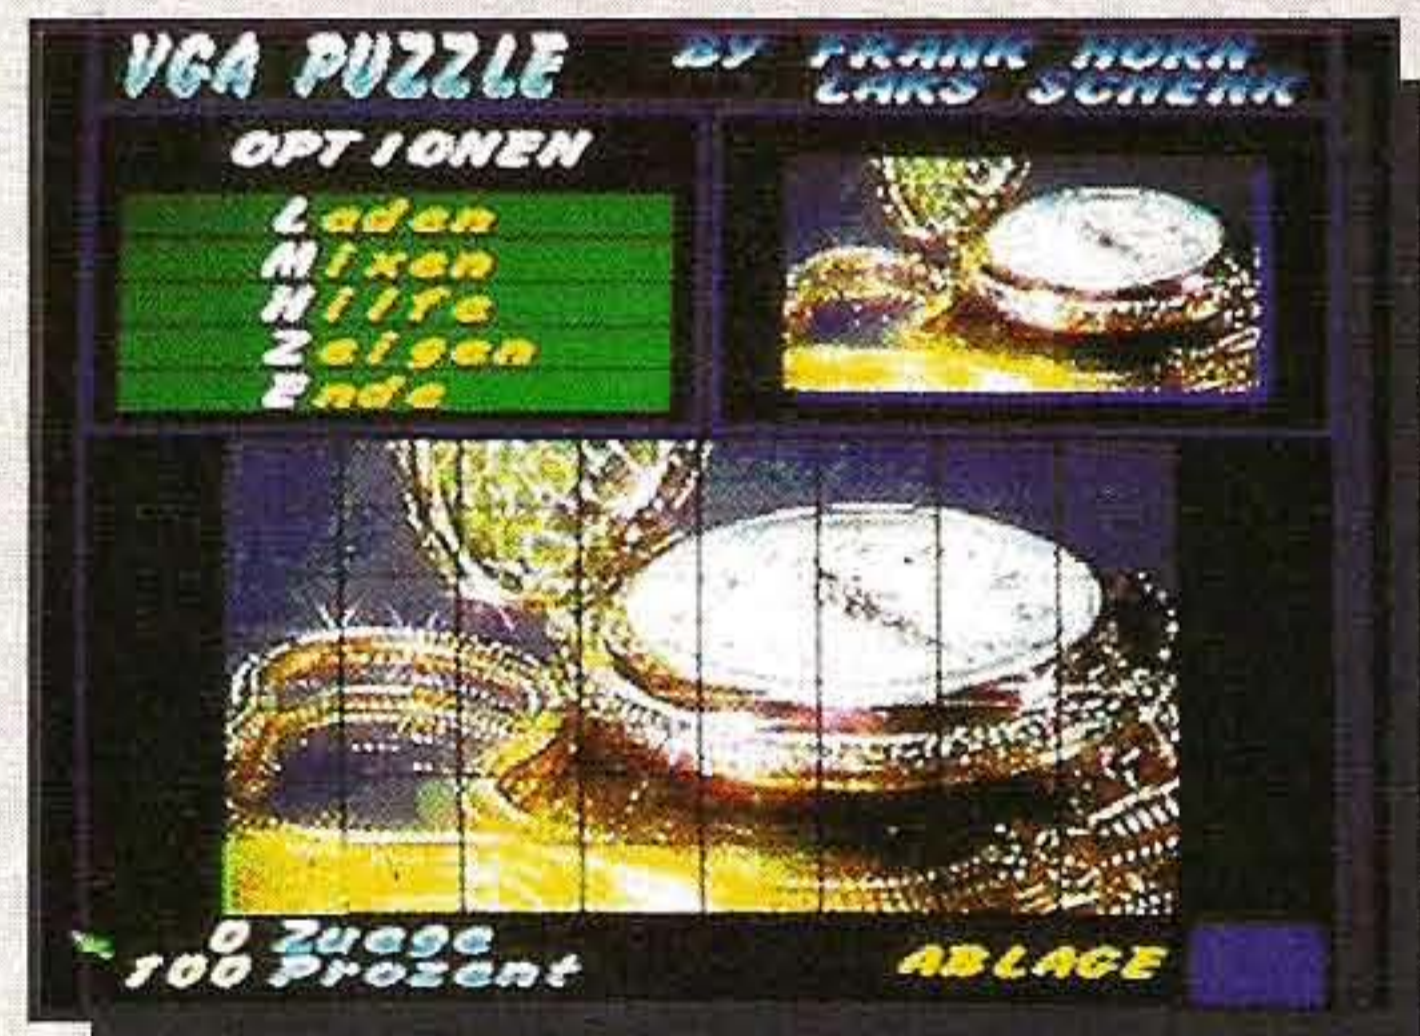 VGA PUZZLE
BY FRANK HORN
LARS SCHENK
OPTIONEN
Laden
Mixen
Hilfe
Zeigen
Ende
0 Zuege
100 Prozent
ABLAGE